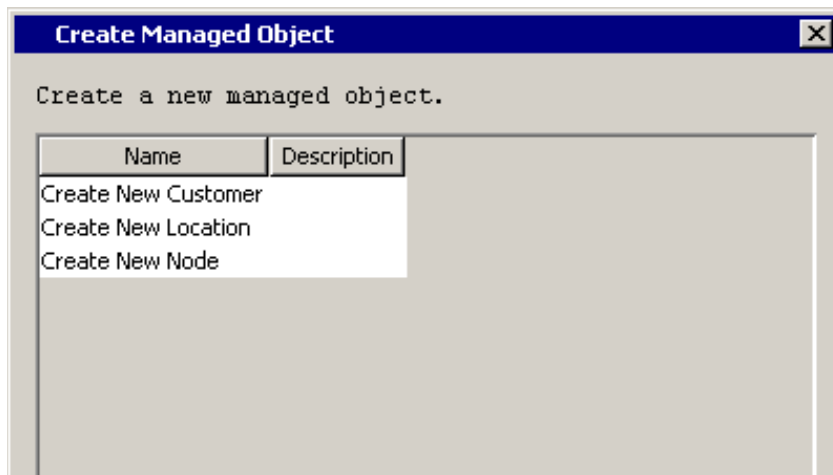 Create Managed Object
Create a new managed object.
Name Description
Create New Customer
Create New Location
Create New Node